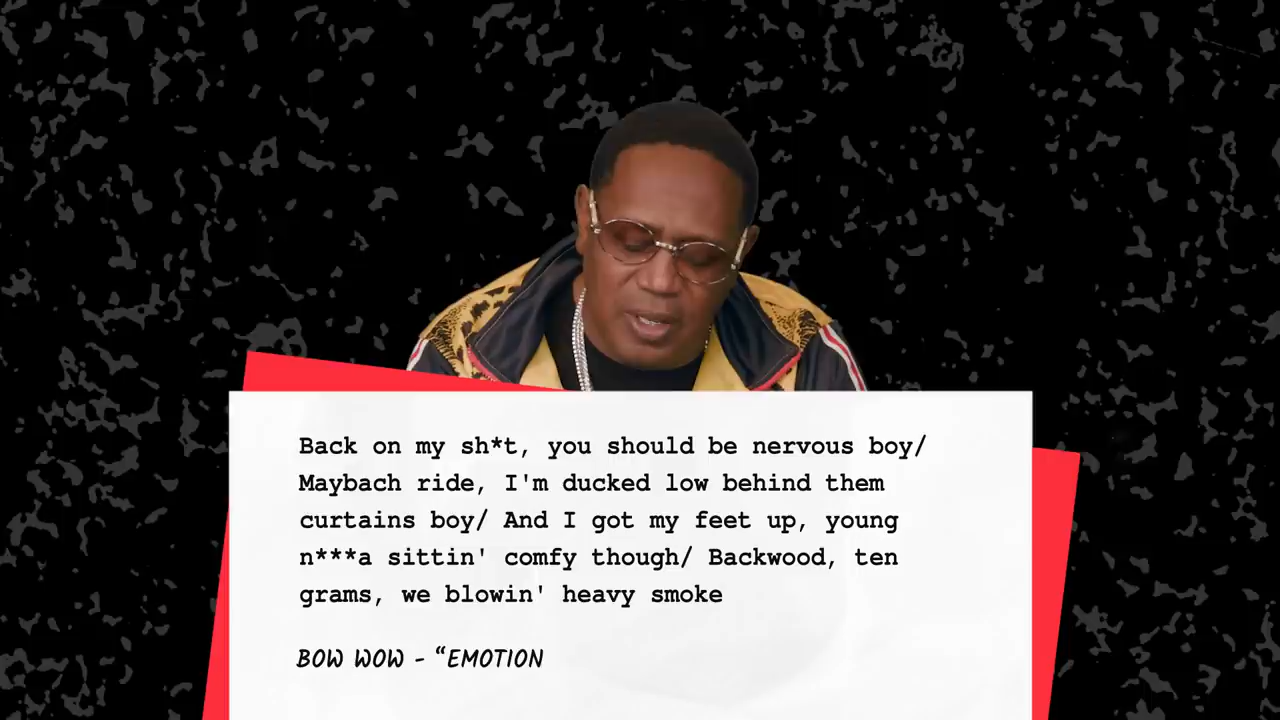 Back on my sh*t, you should be nervous boy/
Maybach ride, I'm ducked low behind them
curtains boy/ And I got my feet up, young
n***a sittin' comfy though/ Backwood, ten
grams, we blowin' heavy smoke
BOW WOW - “EMOTION